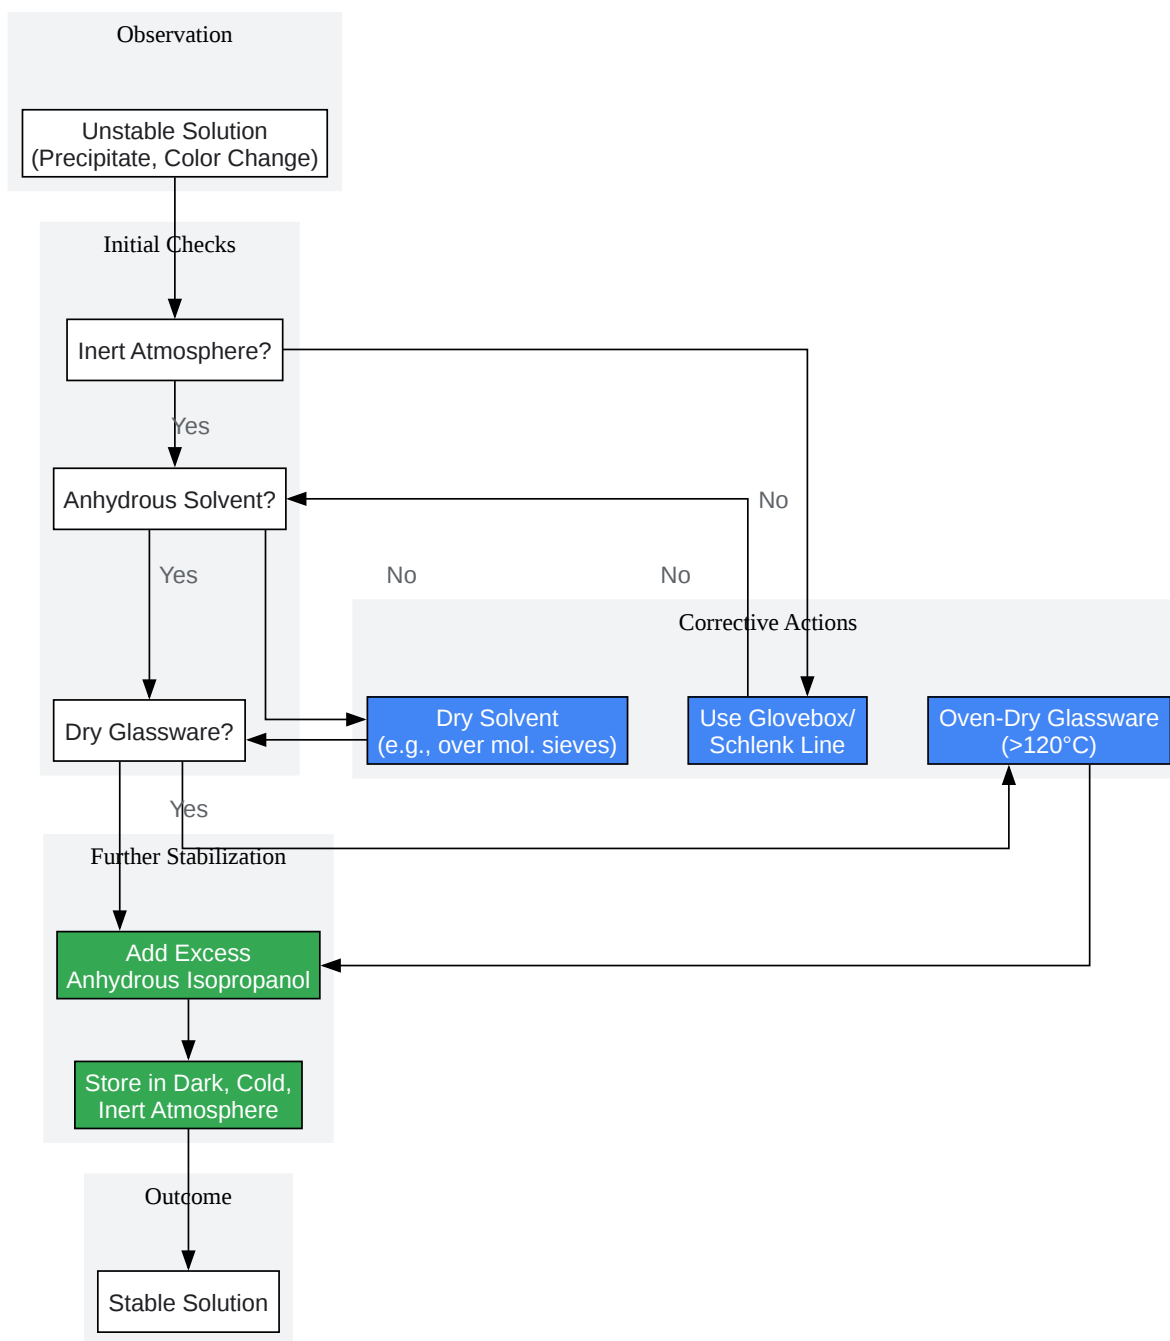 Observation
Unstable Solution
(Precipitate, Color Change)
Initial Checks
Inert Atmosphere?
Yes
Anhydrous Solvent?
No
Yes
No
No
Corrective Actions
Dry Glassware?
Dry Solvent
(e.g., over mol. sieves)
Use Glovebox/
Schlenk Line
Oven-Dry Glassware
(>120°C)
Yes
Further Stabilization
Add Excess
Anhydrous Isopropanol
Store in Dark, Cold,
Inert Atmosphere
Outcome
Stable Solution